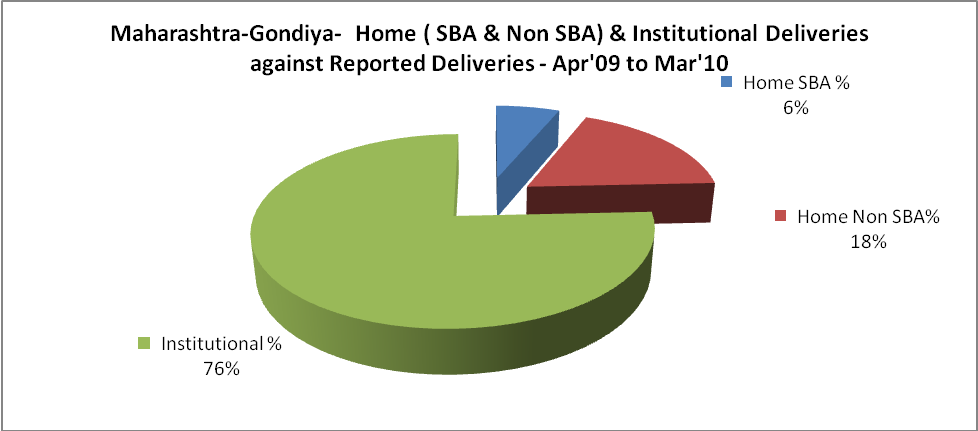 Maharashtra-Gondiya-  Home ( SBA & Non SBA) & Institutional Deliveries
against Reported Deliveries - Apr'09 to Mar'10
Home SBA %
6%
Home Non SBA%
18%
Institutional %
76%